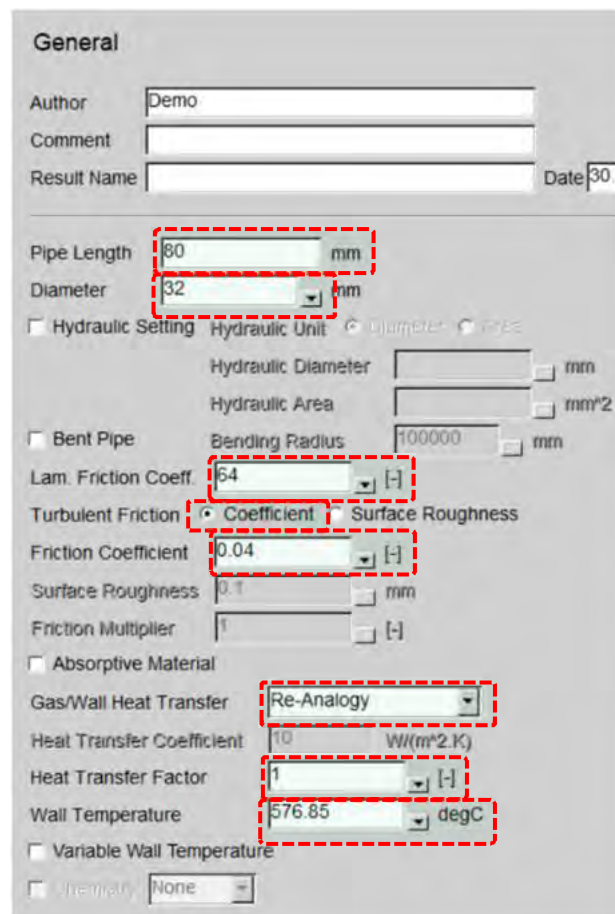 General
Author Demo
Comment
Result Name Date 30.
Pipe Length 80 mm
Diameter 32 mm
Hydraulic Setting Hydraulic Unit Diameter Area
Hydraulic Diameter mm
Hydraulic Area mm^2
Bent Pipe Bending Radius 100000 mm
Lam. Friction Coeff. 64 [-]
Turbulent Friction Coefficient Surface Roughness
Friction Coefficient 0.04 [-]
Surface Roughness 0.1 mm
Friction Multiplier 1 [-]
Absorptive Material
Gas/Wall Heat Transfer Re-Analogy
Heat Transfer Coefficient 10 W/(m^2.K)
Heat Transfer Factor 1 [-]
Wall Temperature 576.85 degC
Variable Wall Temperature
Chemistry None